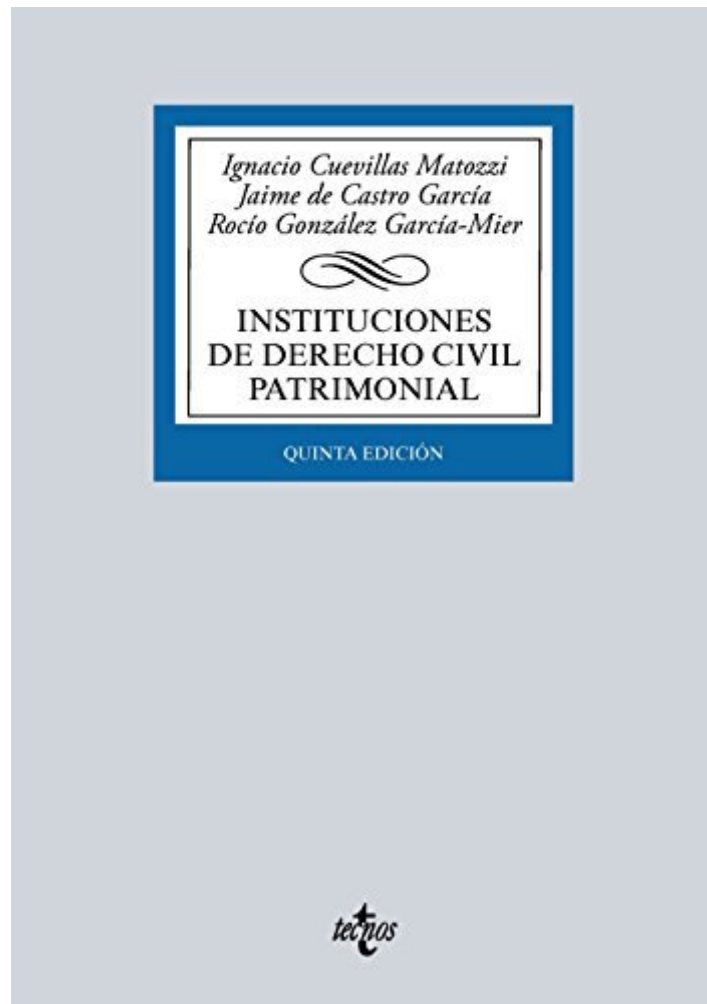 Ignacio Cuevillas Matozzi
Jaime de Castro García
Rocío González García-Mier
INSTITUCIONES
DE DERECHO CIVIL
PATRIMONIAL
QUINTA EDICIÓN
tecnos